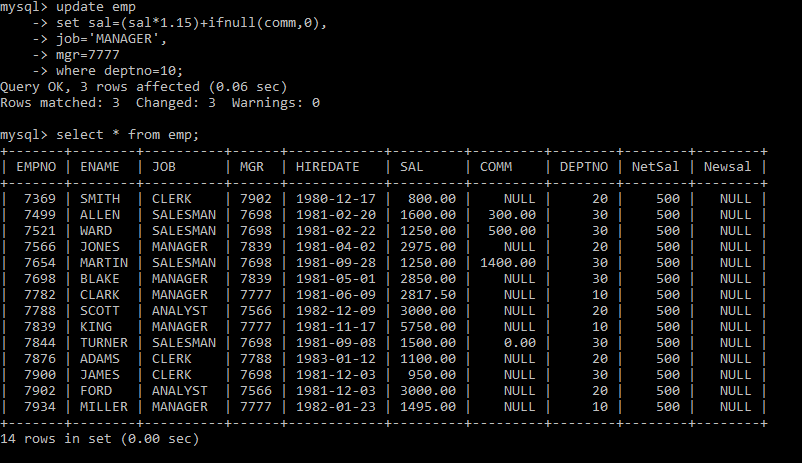 mysql> update emp
    -> set sal=(sal*1.15)+ifnull(comm,0),
    -> job='MANAGER',
    -> mgr=7777
    -> where deptno=10;
Query OK, 3 rows affected (0.06 sec)
Rows matched: 3  Changed: 3  Warnings: 0

mysql> select * from emp;
+-------+--------+----------+------+------------+---------+---------+--------+--------+--------+
| EMPNO | ENAME  | JOB      | MGR  | HIREDATE   | SAL     | COMM    | DEPTNO | NetSal | Newsal |
+-------+--------+----------+------+------------+---------+---------+--------+--------+--------+
|  7369 | SMITH  | CLERK    | 7902 | 1980-12-17 |  800.00 |    NULL |     20 |    500 |   NULL |
|  7499 | ALLEN  | SALESMAN | 7698 | 1981-02-20 | 1600.00 |  300.00 |     30 |    500 |   NULL |
|  7521 | WARD   | SALESMAN | 7698 | 1981-02-22 | 1250.00 |  500.00 |     30 |    500 |   NULL |
|  7566 | JONES  | MANAGER  | 7839 | 1981-04-02 | 2975.00 |    NULL |     20 |    500 |   NULL |
|  7654 | MARTIN | SALESMAN | 7698 | 1981-09-28 | 1250.00 | 1400.00 |     30 |    500 |   NULL |
|  7698 | BLAKE  | MANAGER  | 7839 | 1981-05-01 | 2850.00 |    NULL |     30 |    500 |   NULL |
|  7782 | CLARK  | MANAGER  | 7777 | 1981-06-09 | 2817.50 |    NULL |     10 |    500 |   NULL |
|  7788 | SCOTT  | ANALYST  | 7566 | 1982-12-09 | 3000.00 |    NULL |     20 |    500 |   NULL |
|  7839 | KING   | MANAGER  | 7777 | 1981-11-17 | 5750.00 |    NULL |     10 |    500 |   NULL |
|  7844 | TURNER | SALESMAN | 7698 | 1981-09-08 | 1500.00 |    0.00 |     30 |    500 |   NULL |
|  7876 | ADAMS  | CLERK    | 7788 | 1983-01-12 | 1100.00 |    NULL |     20 |    500 |   NULL |
|  7900 | JAMES  | CLERK    | 7698 | 1981-12-03 |  950.00 |    NULL |     30 |    500 |   NULL |
|  7902 | FORD   | ANALYST  | 7566 | 1981-12-03 | 3000.00 |    NULL |     20 |    500 |   NULL |
|  7934 | MILLER | MANAGER  | 7777 | 1982-01-23 | 1495.00 |    NULL |     10 |    500 |   NULL |
+-------+--------+----------+------+------------+---------+---------+--------+--------+--------+
14 rows in set (0.00 sec)